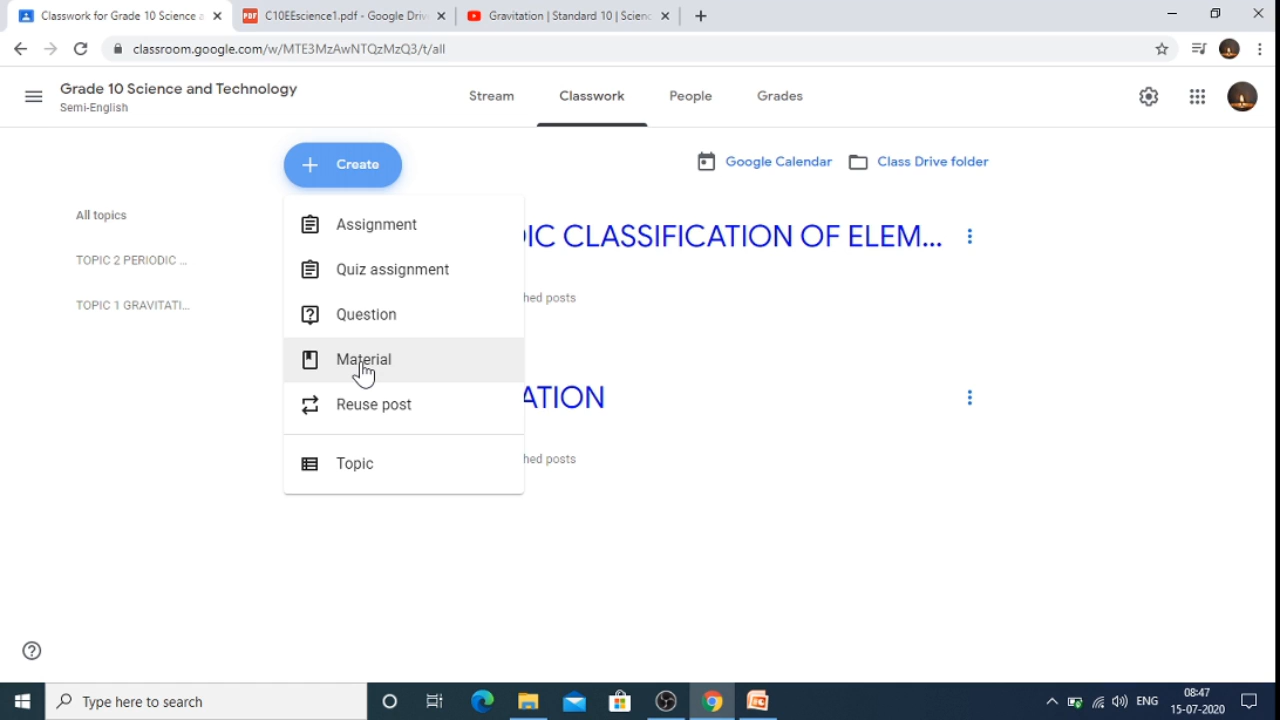 Classwork for Grade 10 Science a
C10EEscience1.pdf - Google Driv
Gravitation | Standard 10 | Scienc
classroom.google.com/w/MTE3MzAwNTQzMzQ3/t/all
Grade 10 Science and Technology
Semi-English
Stream
Classwork
People
Grades
Create
Google Calendar
Class Drive folder
All topics
TOPIC 2 PERIODIC ...
TOPIC 1 GRAVITATI...
Assignment
Quiz assignment
Question
Material
Reuse post
Topic
IC CLASSIFICATION OF ELEM...
hed posts
ATION
hed posts
Type here to search
ENG
08:47
15-07-2020